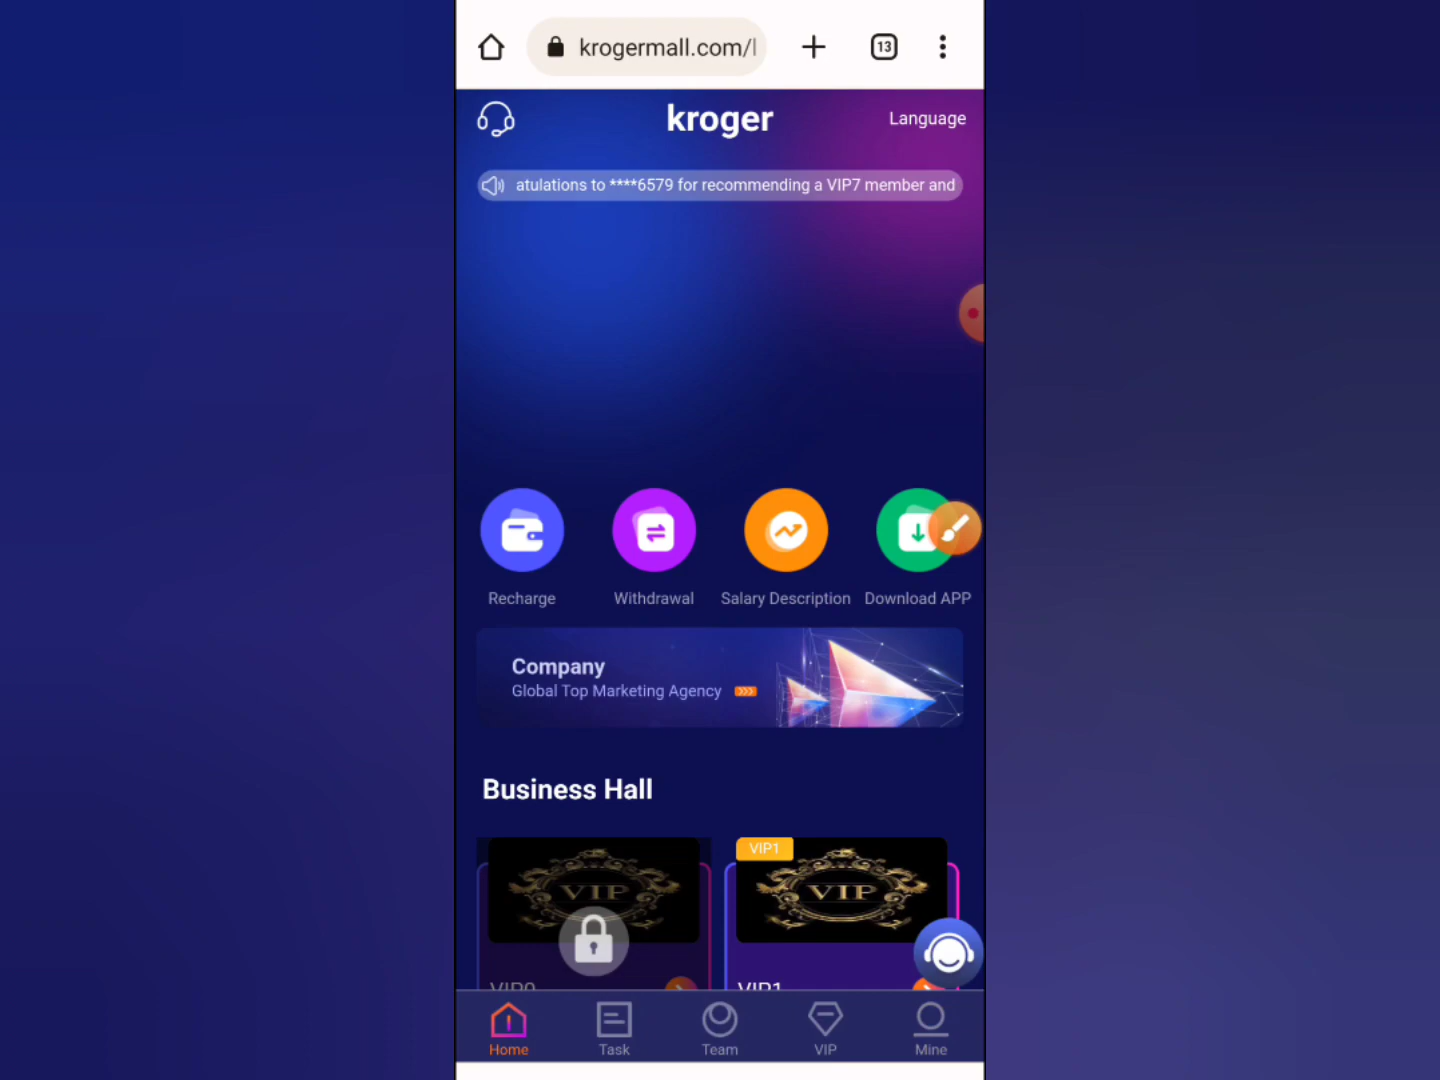 krogermall.com/l
13
kroger
Language
atulations to ****6579 for recommending a VIP7 member and
Recharge
Withdrawal
Salary Description
Download APP
Company
Global Top Marketing Agency
Business Hall
VIP
VIP1
VIP
VIP0
VIP1
Home
Task
Team
VIP
Mine